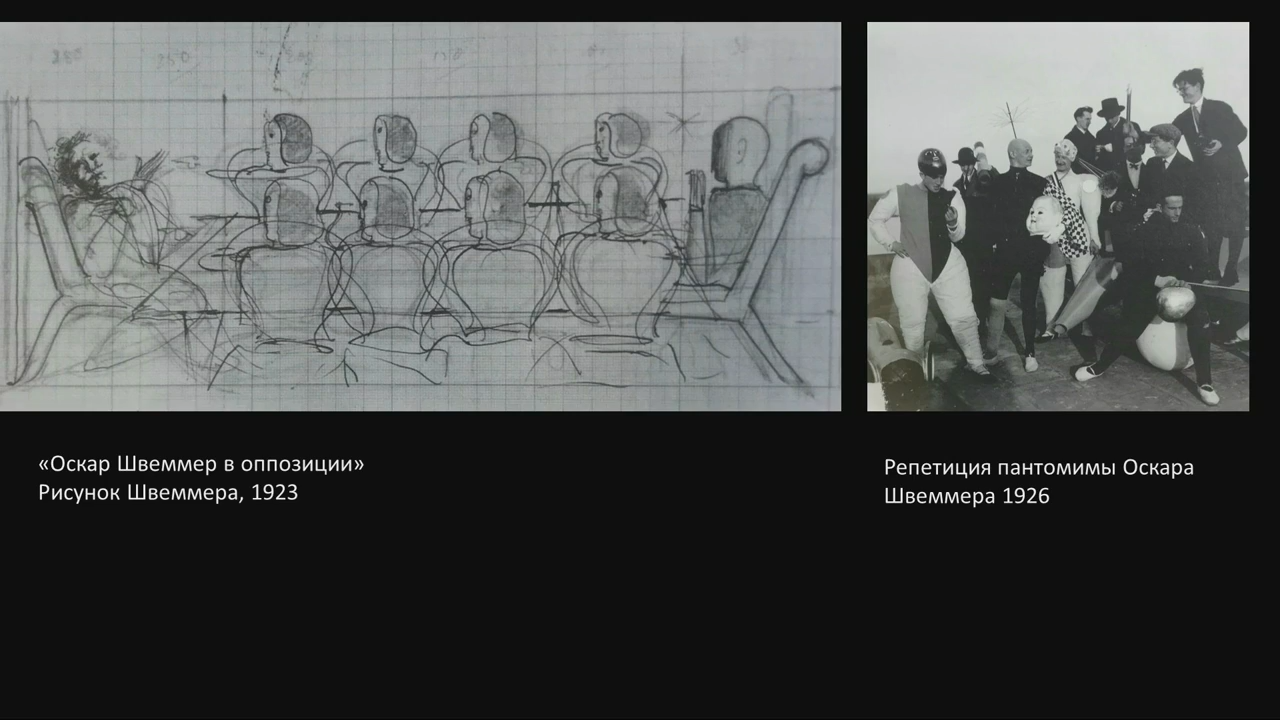 «Оскар Швеммер в оппозиции»
Рисунок Швеммера, 1923
Репетиция пантомимы Оскара
Швеммера 1926